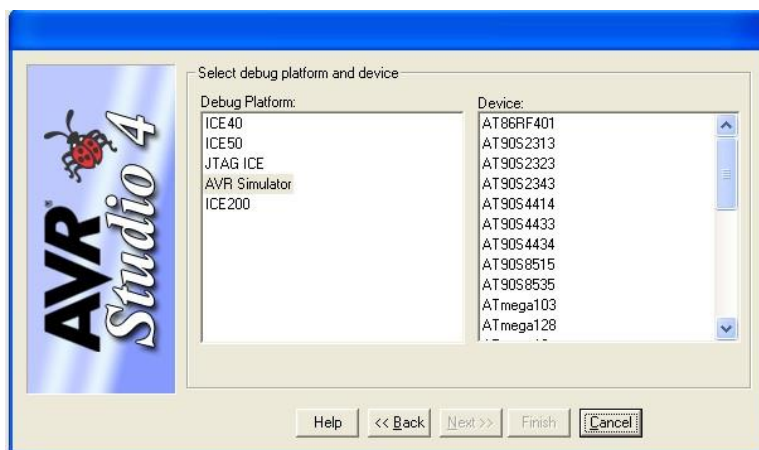 AVR
Studio 4
Select debug platform and device
Debug Platform:
ICE40
ICE50
JTAG ICE
AVR Simulator
ICE200
Device:
AT86RF401
AT90S2313
AT90S2323
AT90S2343
AT90S4414
AT90S4433
AT90S4434
AT90S8515
AT90S8535
ATmega103
ATmega128
Help
<< Back
Next >>
Finish
Cancel